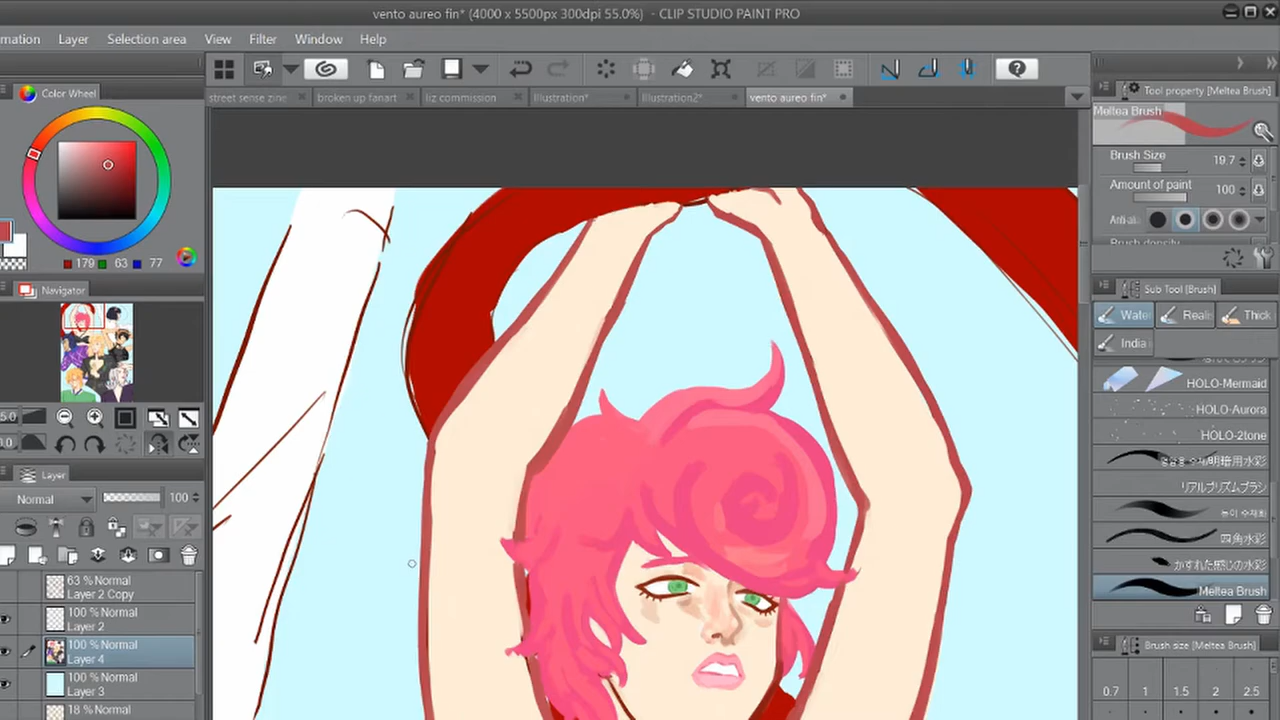 vento aureo fin* (4000 x 5500px 300dpi 55.0%) - CLIP STUDIO PAINT PRO
mation Layer Selection area View Filter Window Help
Color Wheel
street sense zine broken up fanart liz commission Illustration* Illustration2* vento aureo fin*
Tool property [Meltea Brush]
Meltea Brush
Brush Size 19.7
Amount of paint 100
Brush density
179 63 77
Navigator
Sub Tool [Brush]
Water Reali Thick
India
HOLO-Mermaid
HOLO-Aurora
HOLO-2tone
リアルプリズムブラシ
四角水彩
かすれた感じの水彩
Meltea Brush
5.0
0.0
Layer
Normal 100
63 %Normal
Layer 2 Copy
100 %Normal
Layer 2
100 %Normal
Layer 4
100 %Normal
Layer 3
18 %Normal
Brush size [Meltea Brush]
0.7 1 1.5 2 2.5